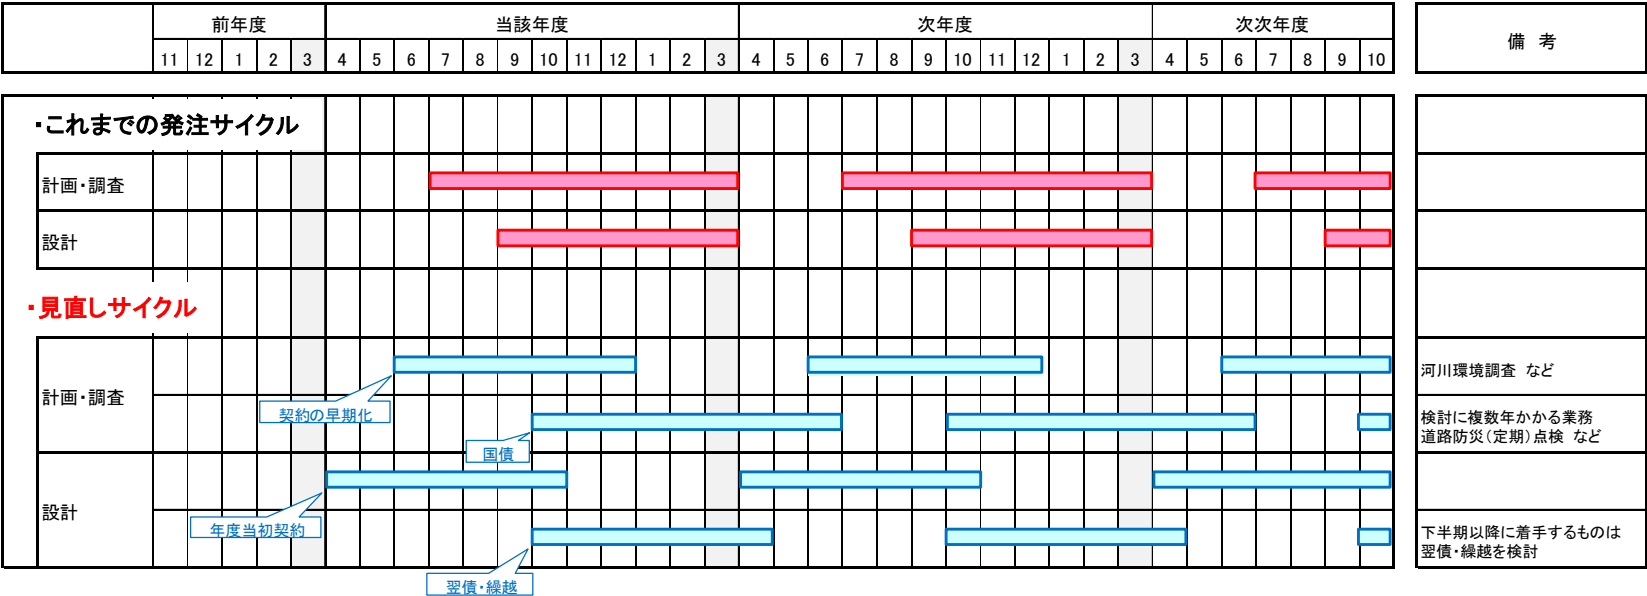 前年度 当該年度 次年度 次次年度 備 考
11 12 1 2 3 4 5 6 7 8 9 10 11 12 1 2 3 4 5 6 7 8 9 10 11 12 1 2 3 4 5 6 7 8 9 10
・これまでの発注サイクル
計画・調査
設計
・見直しサイクル
計画・調査
契約の早期化
河川環境調査 など
国債
検討に複数年かかる業務
道路防災(定期)点検 など
設計
年度当初契約
翌債・繰越
下半期以降に着手するものは
翌債・繰越を検討